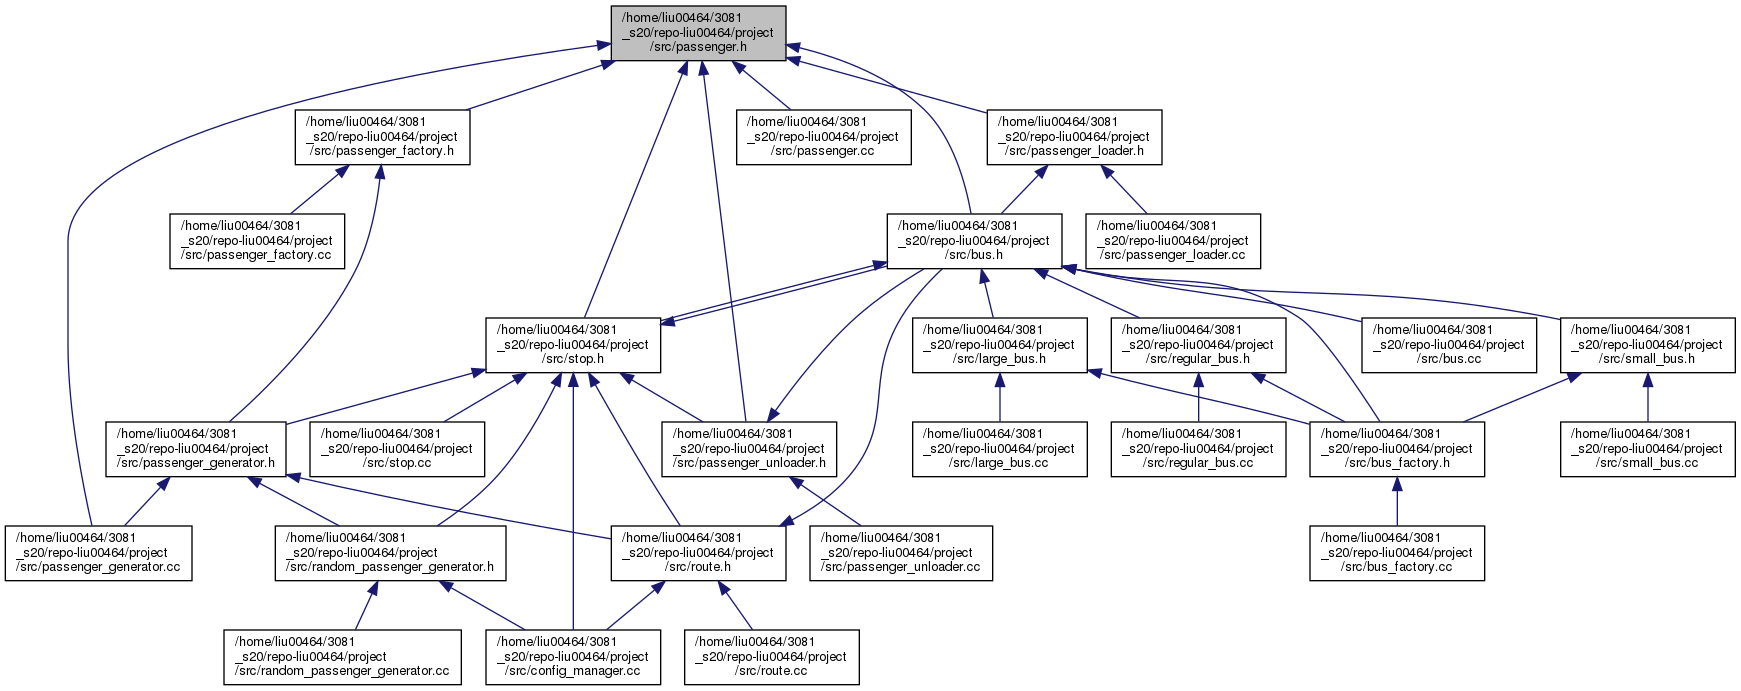 /home/liu00464/3081
_s20/repo-liu00464/project
/src/passenger.h
/home/liu00464/3081
_s20/repo-liu00464/project
/src/passenger_factory.h
/home/liu00464/3081
_s20/repo-liu00464/project
/src/passenger.cc
/home/liu00464/3081
_s20/repo-liu00464/project
/src/passenger_loader.h
/home/liu00464/3081
_s20/repo-liu00464/project
/src/passenger_factory.cc
/home/liu00464/3081
_s20/repo-liu00464/project
/src/bus.h
/home/liu00464/3081
_s20/repo-liu00464/project
/src/passenger_loader.cc
/home/liu00464/3081
_s20/repo-liu00464/project
/src/stop.h
/home/liu00464/3081
_s20/repo-liu00464/project
/src/large_bus.h
/home/liu00464/3081
_s20/repo-liu00464/project
/src/regular_bus.h
/home/liu00464/3081
_s20/repo-liu00464/project
/src/bus.cc
/home/liu00464/3081
_s20/repo-liu00464/project
/src/small_bus.h
/home/liu00464/3081
_s20/repo-liu00464/project
/src/passenger_generator.h
/home/liu00464/3081
_s20/repo-liu00464/project
/src/stop.cc
/home/liu00464/3081
_s20/repo-liu00464/project
/src/passenger_unloader.h
/home/liu00464/3081
_s20/repo-liu00464/project
/src/large_bus.cc
/home/liu00464/3081
_s20/repo-liu00464/project
/src/regular_bus.cc
/home/liu00464/3081
_s20/repo-liu00464/project
/src/bus_factory.h
/home/liu00464/3081
_s20/repo-liu00464/project
/src/small_bus.cc
/home/liu00464/3081
_s20/repo-liu00464/project
/src/passenger_generator.cc
/home/liu00464/3081
_s20/repo-liu00464/project
/src/random_passenger_generator.h
/home/liu00464/3081
_s20/repo-liu00464/project
/src/route.h
/home/liu00464/3081
_s20/repo-liu00464/project
/src/passenger_unloader.cc
/home/liu00464/3081
_s20/repo-liu00464/project
/src/bus_factory.cc
/home/liu00464/3081
_s20/repo-liu00464/project
/src/random_passenger_generator.cc
/home/liu00464/3081
_s20/repo-liu00464/project
/src/config_manager.cc
/home/liu00464/3081
_s20/repo-liu00464/project
/src/route.cc